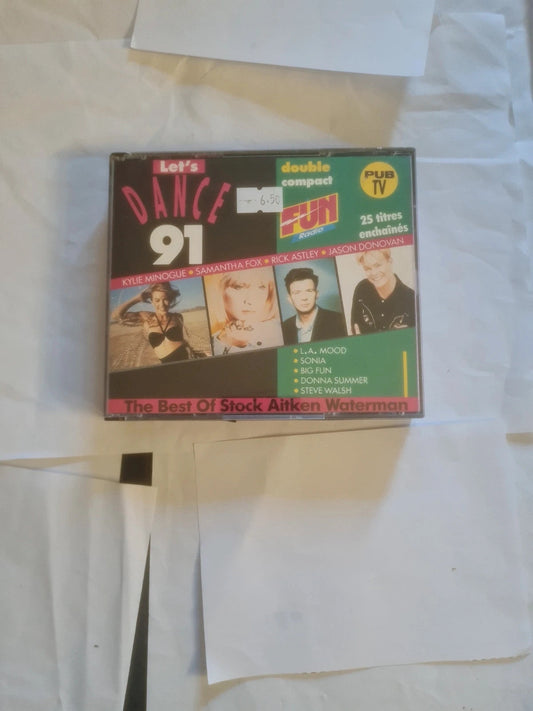 Let's
DANCE
91
6.50
double
compact
PUB
TV
FUN
Radio
25 titres
enchaînés
KYLIE MINOGUE • SAMANTHA FOX • RICK ASTLEY • JASON DONOVAN
• L.A. MOOD
• SONIA
• BIG FUN
• DONNA SUMMER
• STEVE WALSH
The Best Of Stock Aitken Waterman